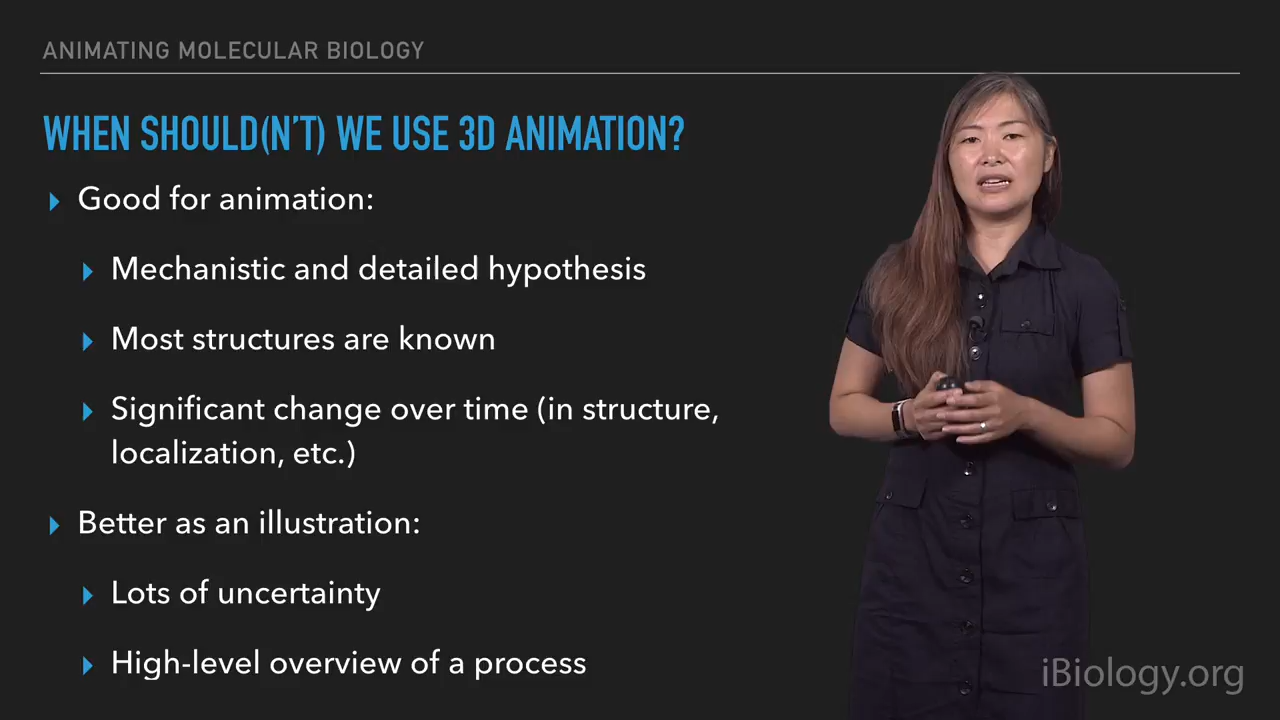 ANIMATING MOLECULAR BIOLOGY
WHEN SHOULD(N'T) WE USE 3D ANIMATION?
Good for animation:
Mechanistic and detailed hypothesis
Most structures are known
Significant change over time (in structure,
localization, etc.)
Better as an illustration:
Lots of uncertainty
High-level overview of a process
iBiology.org